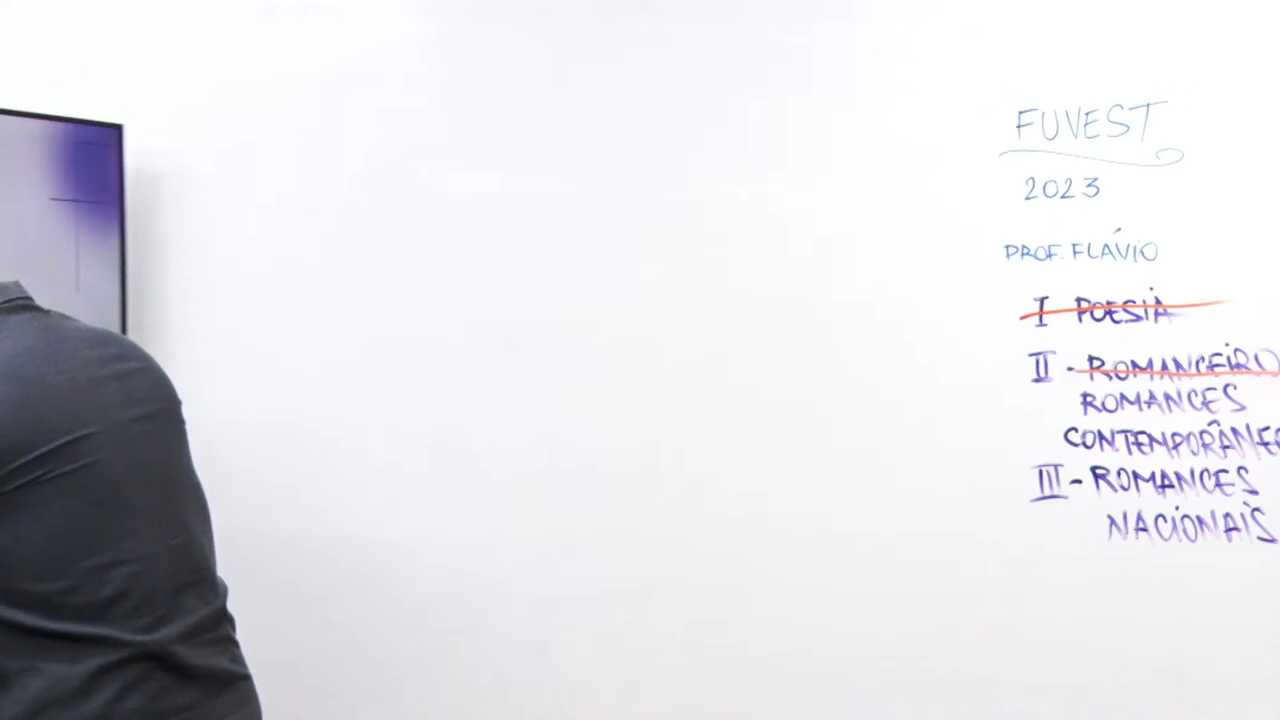 FUVEST
2023
PROF. FLÁVIO
I POESIA
II - ROMANCEIRO
ROMANCES
CONTEMPORÂNE
III - ROMANCES
NACIONAIS